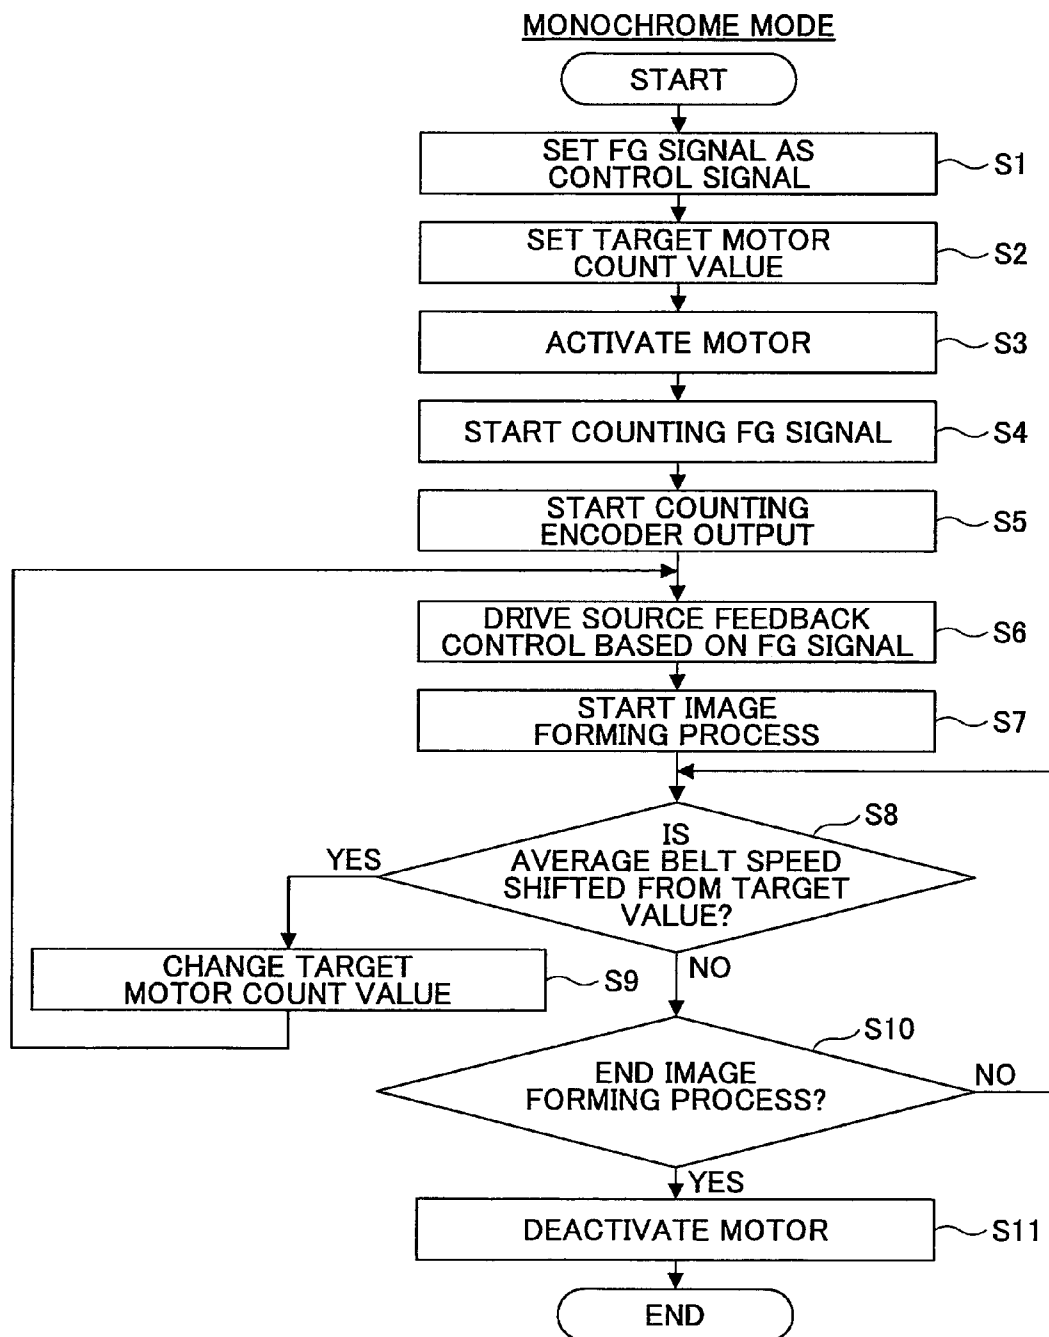 MONOCHROME MODE
START
SET FG SIGNAL AS
CONTROL SIGNAL
S1
SET TARGET MOTOR
COUNT VALUE
S2
ACTIVATE MOTOR
S3
START COUNTING FG SIGNAL
S4
START COUNTING
ENCODER OUTPUT
S5
DRIVE SOURCE FEEDBACK
CONTROL BASED ON FG SIGNAL
S6
START IMAGE
FORMING PROCESS
S7
S8
IS
AVERAGE BELT SPEED
SHIFTED FROM TARGET
VALUE?
YES
NO
CHANGE TARGET
MOTOR COUNT VALUE
S9
S10
END IMAGE
FORMING PROCESS?
NO
YES
DEACTIVATE MOTOR
S11
END